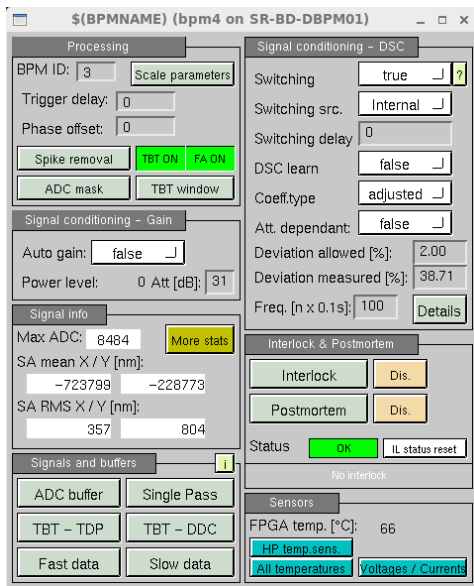 $(BPMNAME) (bpm4 on SR-BD-DBPM01)
Processing
BPM ID: 3 Scale parameters
Trigger delay: 0
Phase offset: 0
Spike removal TBT ON FA ON
ADC mask TBT window
Signal conditioning - Gain
Auto gain: false
Power level: 0 Att [dB]: 31
Signal info
Max ADC: 8484 More stats
SA mean X / Y [nm]:
-723799 -228773
SA RMS X / Y [nm]:
357 804
Signals and buffers i
ADC buffer Single Pass
TBT - TDP TBT - DDC
Fast data Slow data
Signal conditioning - DSC
Switching true ?
Switching src. Internal
Switching delay 0
DSC learn false
Coeff.type adjusted
Att. dependant: false
Deviation allowed [%]: 2.00
Deviation measured [%]: 38.71
Freq. [n x 0.1s]: 100 Details
Interlock & Postmortem
Interlock Dis.
Postmortem Dis.
Status OK IL status reset
No interlock
Sensors
FPGA temp. [°C]: 66
HP temp.sens.
All temperatures Voltages / Currents